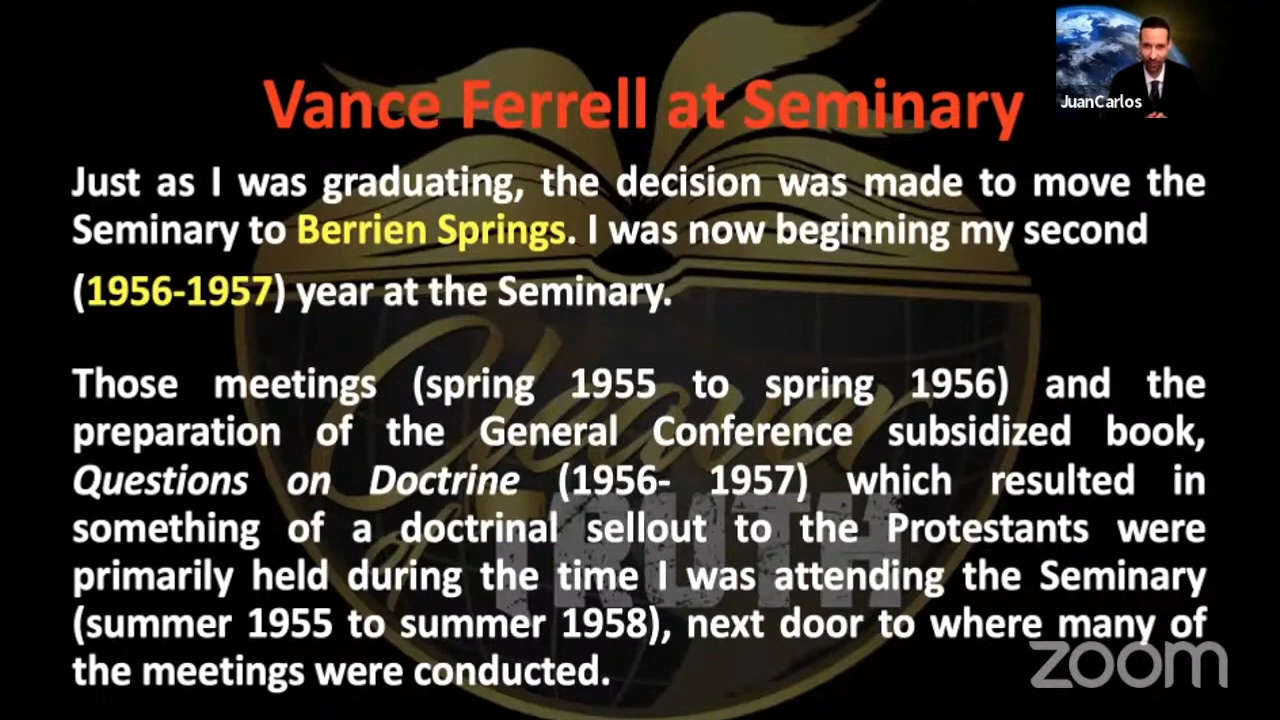 Vance Ferrell at Seminary
JuanCarlos
Just as I was graduating, the decision was made to move the
Seminary to Berrien Springs. I was now beginning my second
(1956-1957) year at the Seminary.
Those meetings (spring 1955 to spring 1956) and the
preparation of the General Conference subsidized book,
Questions on Doctrine (1956- 1957) which resulted in
something of a doctrinal sellout to the Protestants were
primarily held during the time I was attending the Seminary
(summer 1955 to summer 1958), next door to where many of
the meetings were conducted.
Cleaver
of TRUTH
zoom